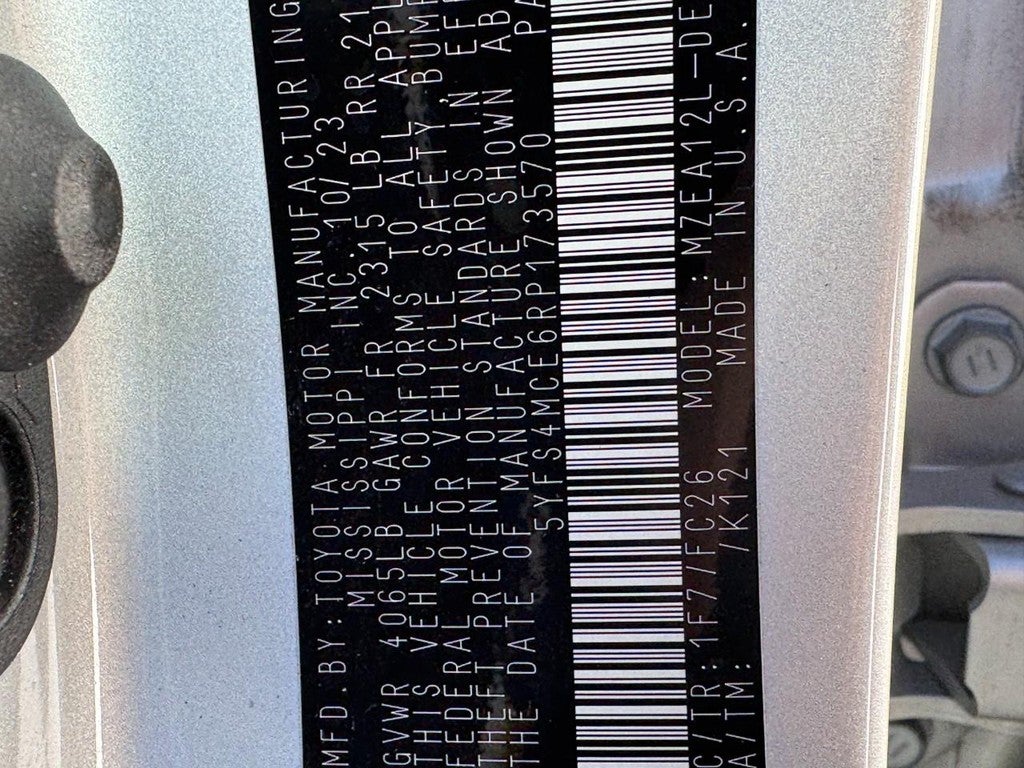 MFD.BY:TOYOTA MOTOR MANUFACTURING
MISSISSIPPI INC.10/23
GVWR 4065LB GAWR FR 2315 LB RR 21
THIS VEHICLE CONFORMS TO ALL APPL
FEDERAL MOTOR VEHICLE SAFETY, BUM
THEFT PREVENTION STANDARDS IN EFF
THE DATE OF MANUFACTURE SHOWN AB
5YFS4MCE6RP173570 PA
C/TR:1F7/FC26 MODEL:MZEA12L-DE
A/TM: /K121 MADE IN U.S.A.